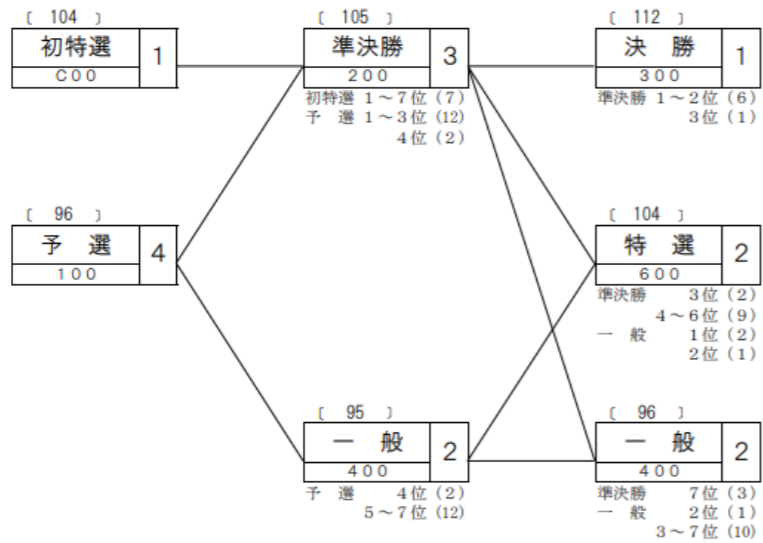 〔 104 〕
初特選 1
C00
〔 105 〕
準決勝 3
200
初特選 1～7位(7)
予 選 1～3位(12)
4位(2)
〔 112 〕
決 勝 1
300
準決勝 1～2位(6)
3位(1)
〔 96 〕
予 選 4
100
〔 104 〕
特 選 2
600
準決勝 3位(2)
4～6位(9)
一 般 1位(2)
2位(1)
〔 95 〕
一 般 2
400
予 選 4位(2)
5～7位(12)
〔 96 〕
一 般 2
400
準決勝 7位(3)
一 般 2位(1)
3～7位(10)